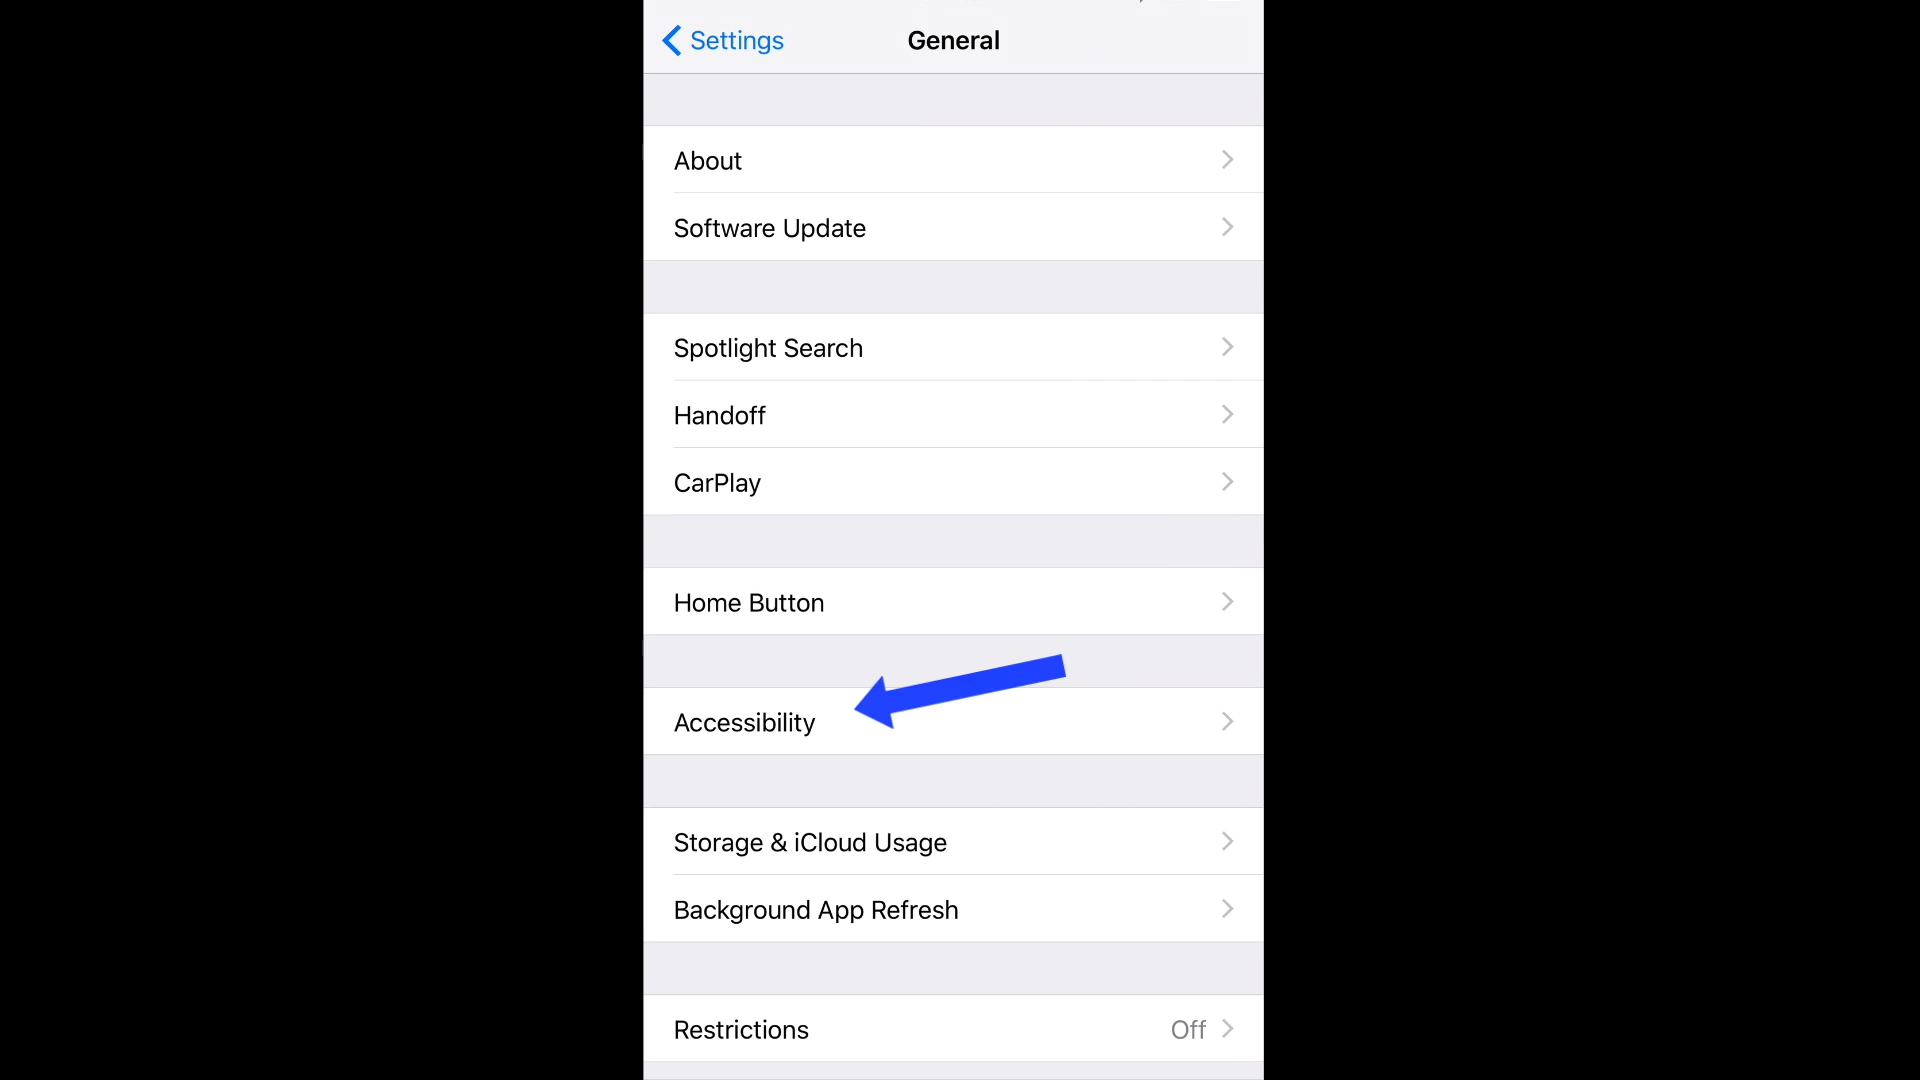 Settings
General
About
Software Update
Spotlight Search
Handoff
CarPlay
Home Button
Accessibility
Storage & iCloud Usage
Background App Refresh
Restrictions Off